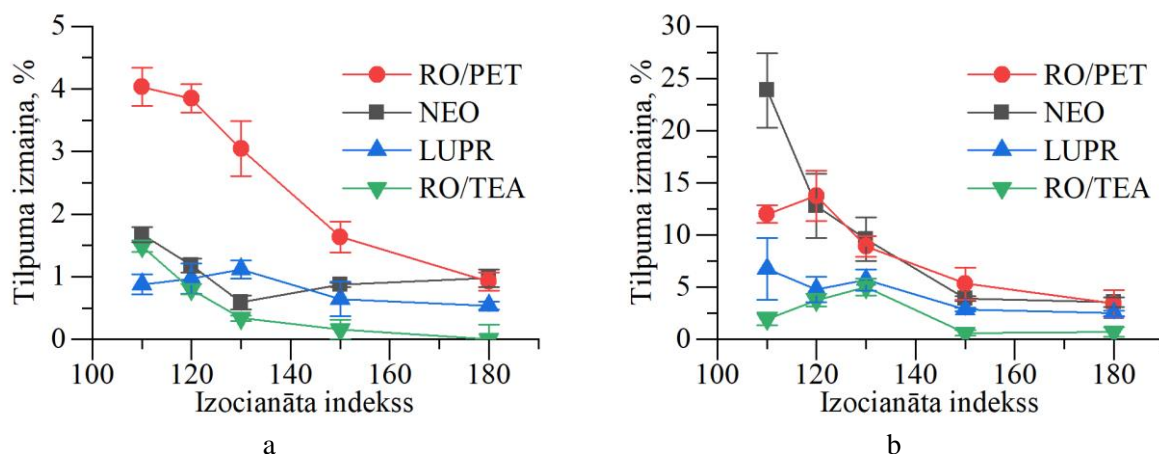 5
4
3
2
1
0
Tilpuma izmaiņa, %
RO/PET
NEO
LUPR
RO/TEA
100
120
140
160
180
Izocianāta indekss
a
30
25
20
15
10
5
0
Tilpuma izmaiņa, %
RO/PET
NEO
LUPR
RO/TEA
100
120
140
160
180
Izocianāta indekss
b